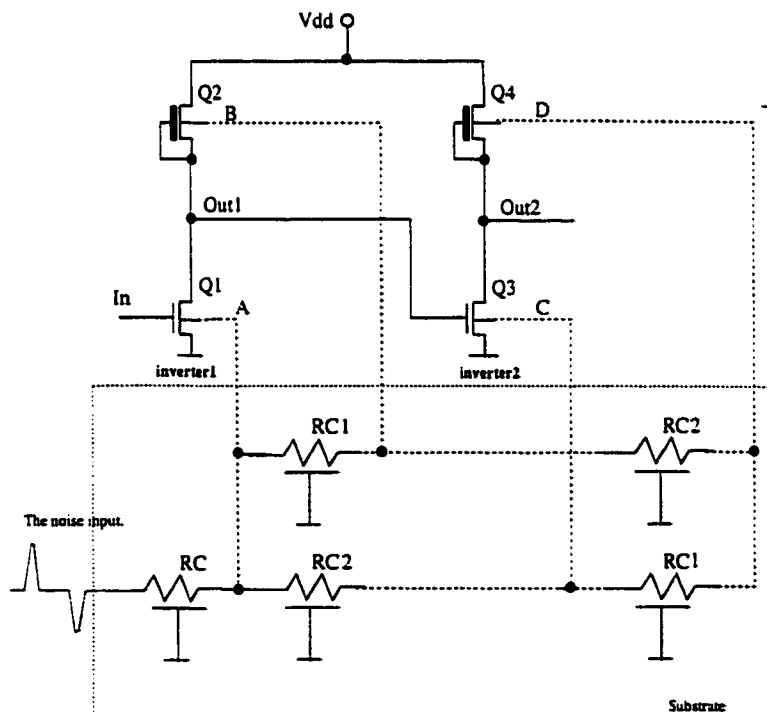 Vdd
Q2
B
Q4
D
Out1
Out2
In
Q1
A
Q3
C
inverter1
inverter2
RC1
RC2
The noise input.
RC
RC2
RC1
Substrate